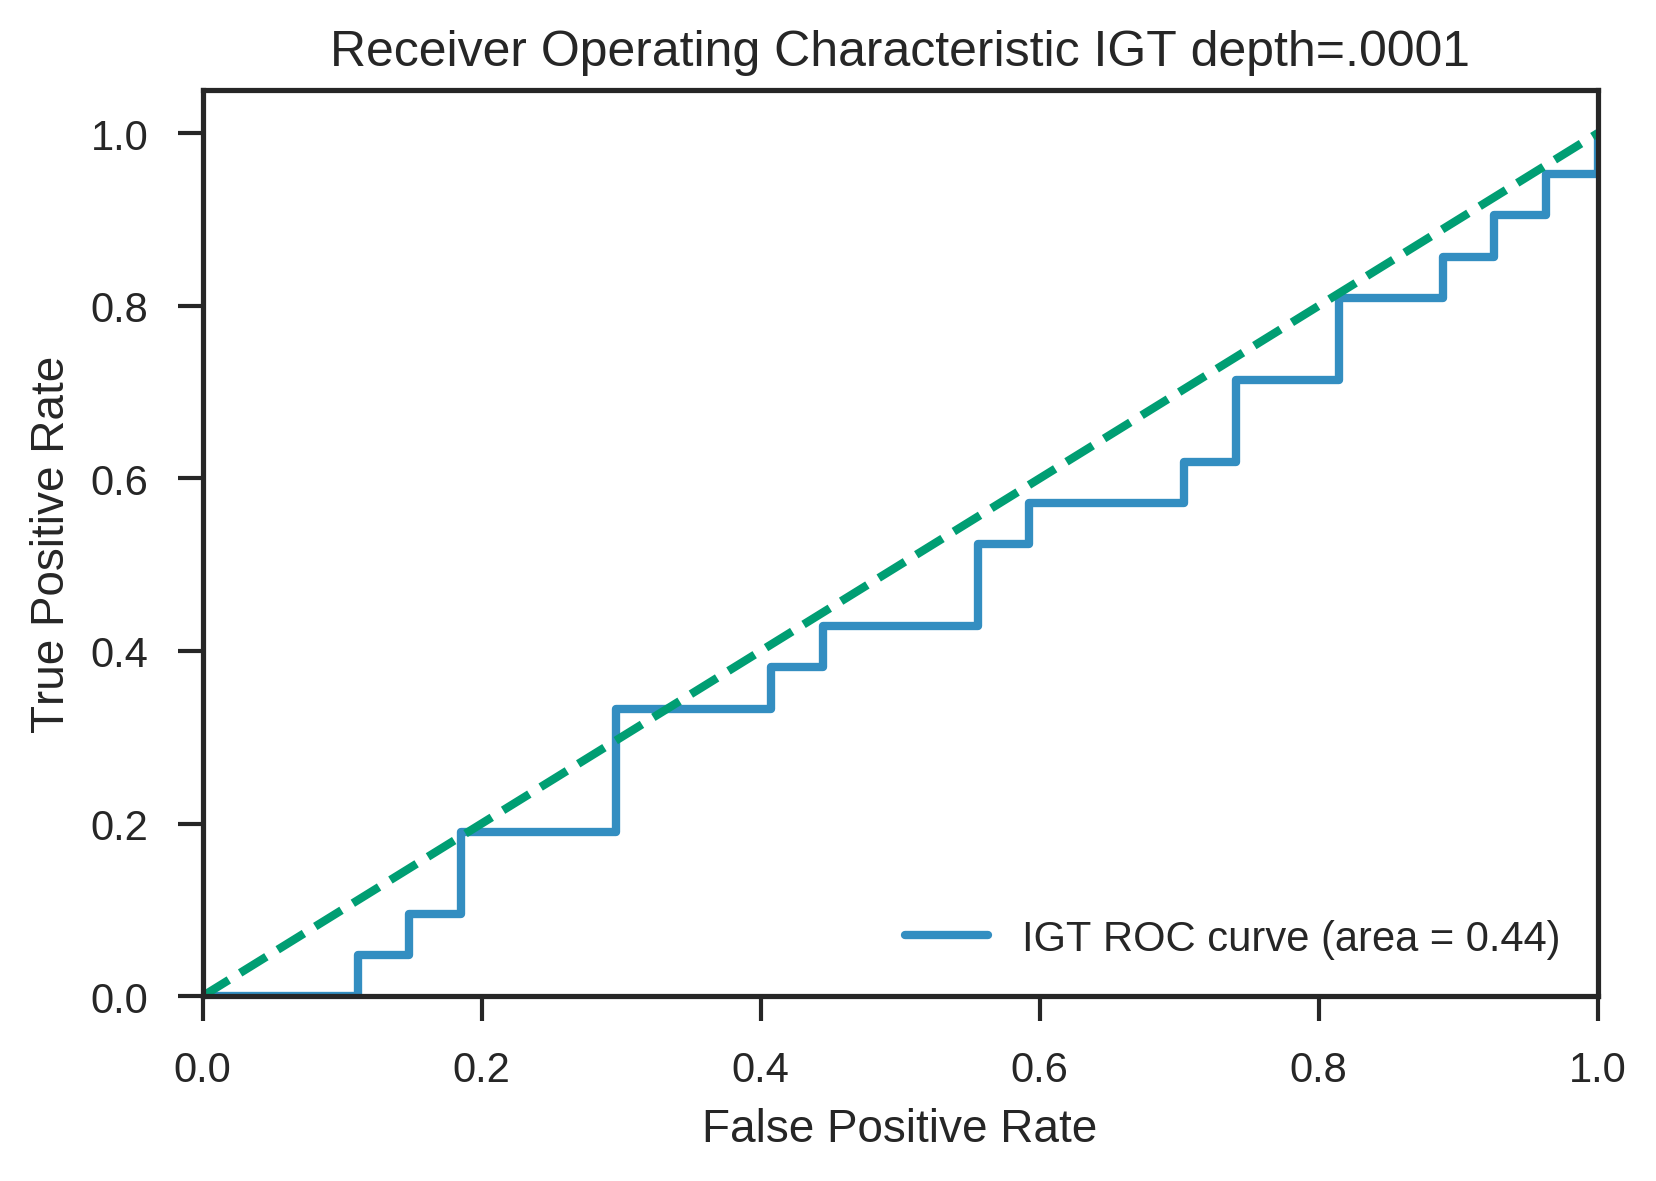 Receiver Operating Characteristic IGT depth=.0001
1.0
0.8
0.6
0.4
0.2
0.0
True Positive Rate
IGT ROC curve (area = 0.44)
0.0 0.2 0.4 0.6 0.8 1.0
False Positive Rate